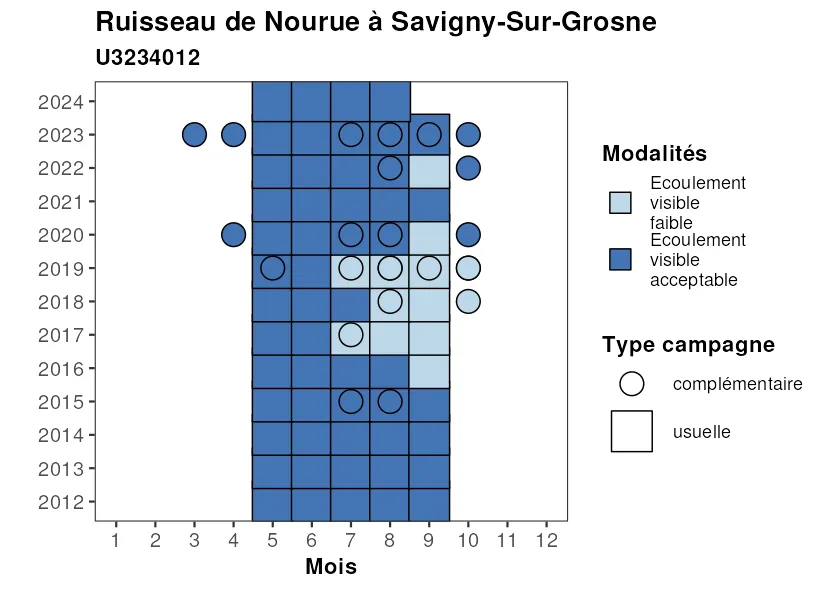 Ruisseau de Nourue à Savigny-Sur-Grosne
U3234012
2024
2023
2022
2021
2020
2019
2018
2017
2016
2015
2014
2013
2012
1 2 3 4 5 6 7 8 9 10 11 12
Mois
Modalités
Ecoulement
visible
faible
Ecoulement
visible
acceptable
Type campagne
complémentaire
usuelle